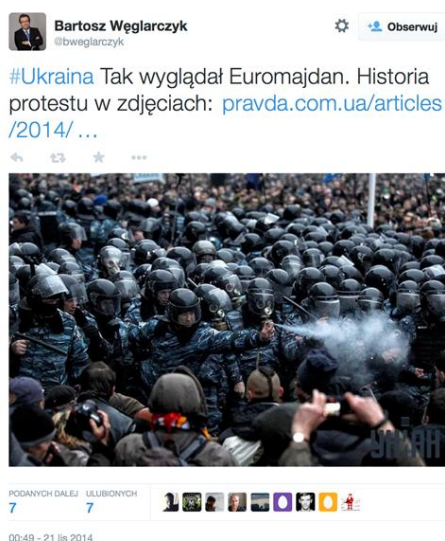 Bartosz Węglarczyk
@bweglarczyk
Obserwuj
#Ukraina Tak wyglądał Euromajdan. Historia
protestu w zdjęciach: pravda.com.ua/articles
/2014/ …
УНІАН
PODANYCH DALEJ ULUBIONYCH
7 7
00:49 - 21 lis 2014